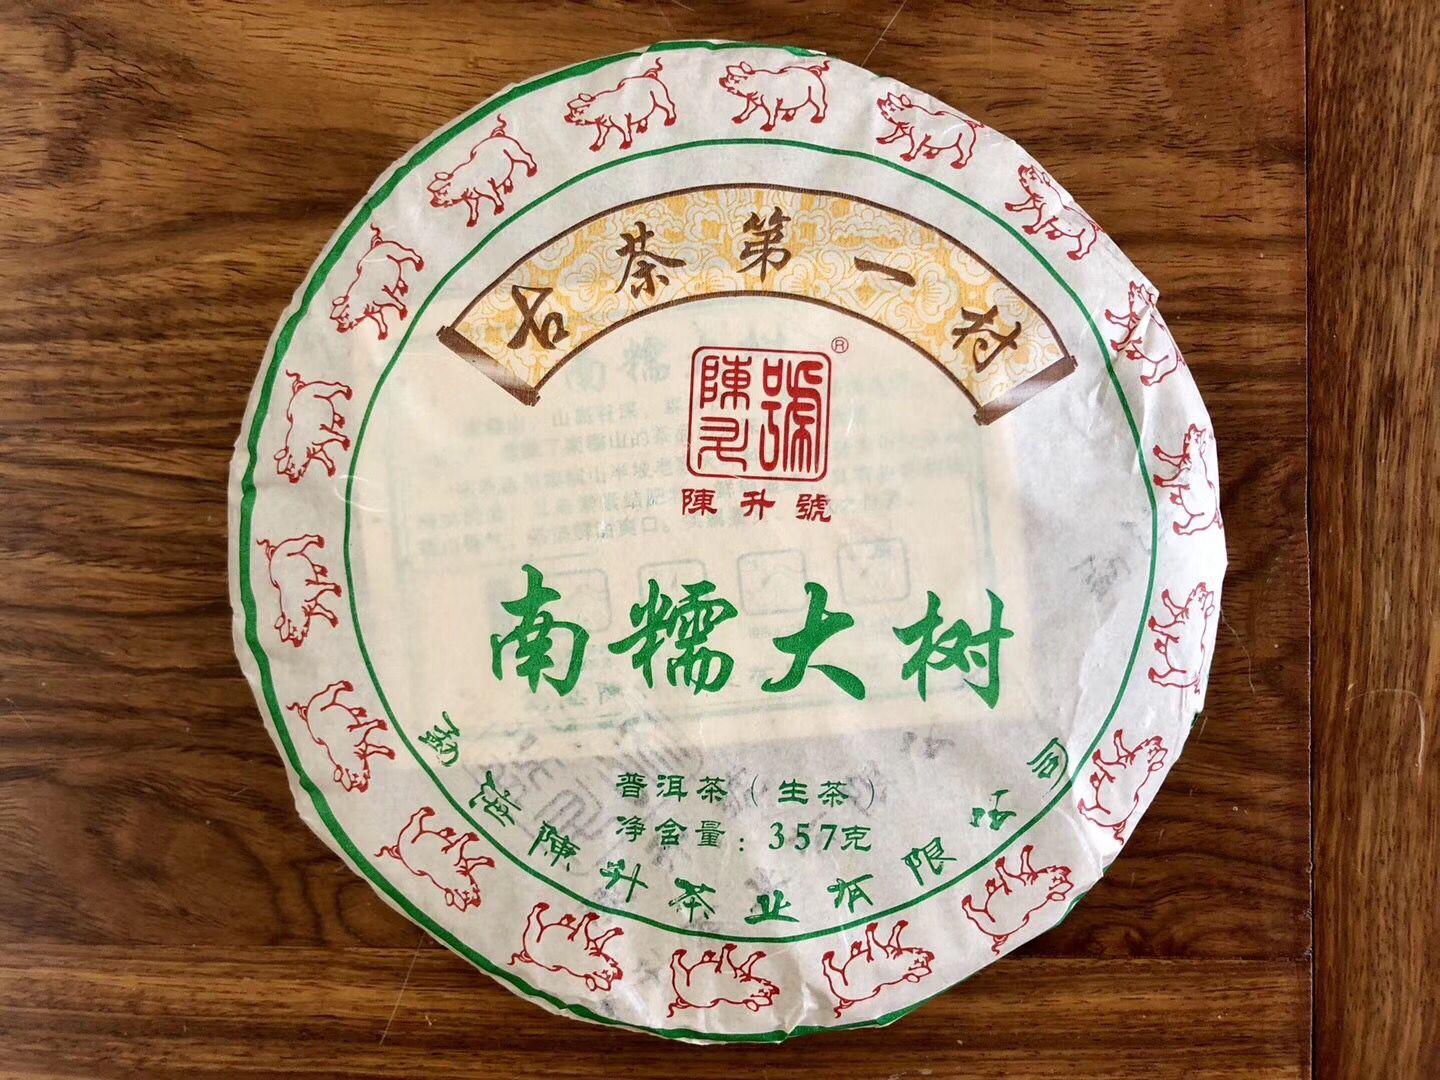 古茶第一村
陳升號
®
陳升號
南糯大树
普洱茶(生茶)
净含量:357克
勐海陳升茶业有限公司